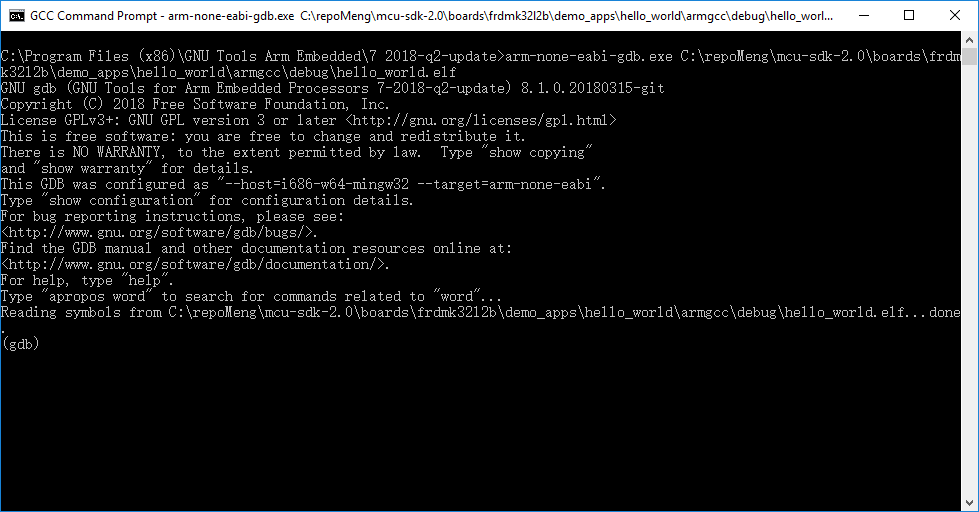 GCC Command Prompt - arm-none-eabi-gdb.exe  C:\repoMeng\mcu-sdk-2.0\boards\frdmk32l2b\demo_apps\hello_world\armgcc\debug\hello_worl...
C:\Program Files (x86)\GNU Tools Arm Embedded\7 2018-q2-update>arm-none-eabi-gdb.exe C:\repoMeng\mcu-sdk-2.0\boards\frdm
k32l2b\demo_apps\hello_world\armgcc\debug\hello_world.elf
GNU gdb (GNU Tools for Arm Embedded Processors 7-2018-q2-update) 8.1.0.20180315-git
Copyright (C) 2018 Free Software Foundation, Inc.
License GPLv3+: GNU GPL version 3 or later <http://gnu.org/licenses/gpl.html>
This is free software: you are free to change and redistribute it.
There is NO WARRANTY, to the extent permitted by law.  Type "show copying"
and "show warranty" for details.
This GDB was configured as "--host=i686-w64-mingw32 --target=arm-none-eabi".
Type "show configuration" for configuration details.
For bug reporting instructions, please see:
<http://www.gnu.org/software/gdb/bugs/>.
Find the GDB manual and other documentation resources online at:
<http://www.gnu.org/software/gdb/documentation/>.
For help, type "help".
Type "apropos word" to search for commands related to "word"...
Reading symbols from C:\repoMeng\mcu-sdk-2.0\boards\frdmk32l2b\demo_apps\hello_world\armgcc\debug\hello_world.elf...done
.
(gdb)